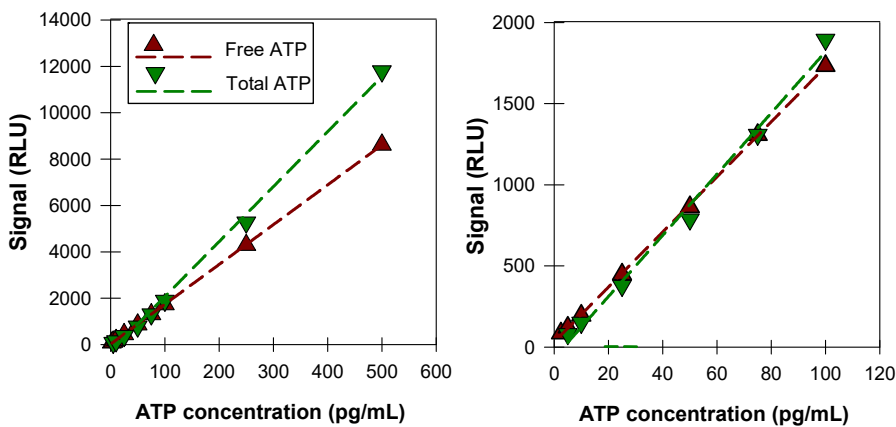 Free ATP
Total ATP
14000
12000
10000
8000
6000
4000
2000
0
0 100 200 300 400 500 600
Signal (RLU)
ATP concentration (pg/mL)
2000
1500
1000
500
0
0 20 40 60 80 100 120
Signal (RLU)
ATP concentration (pg/mL)